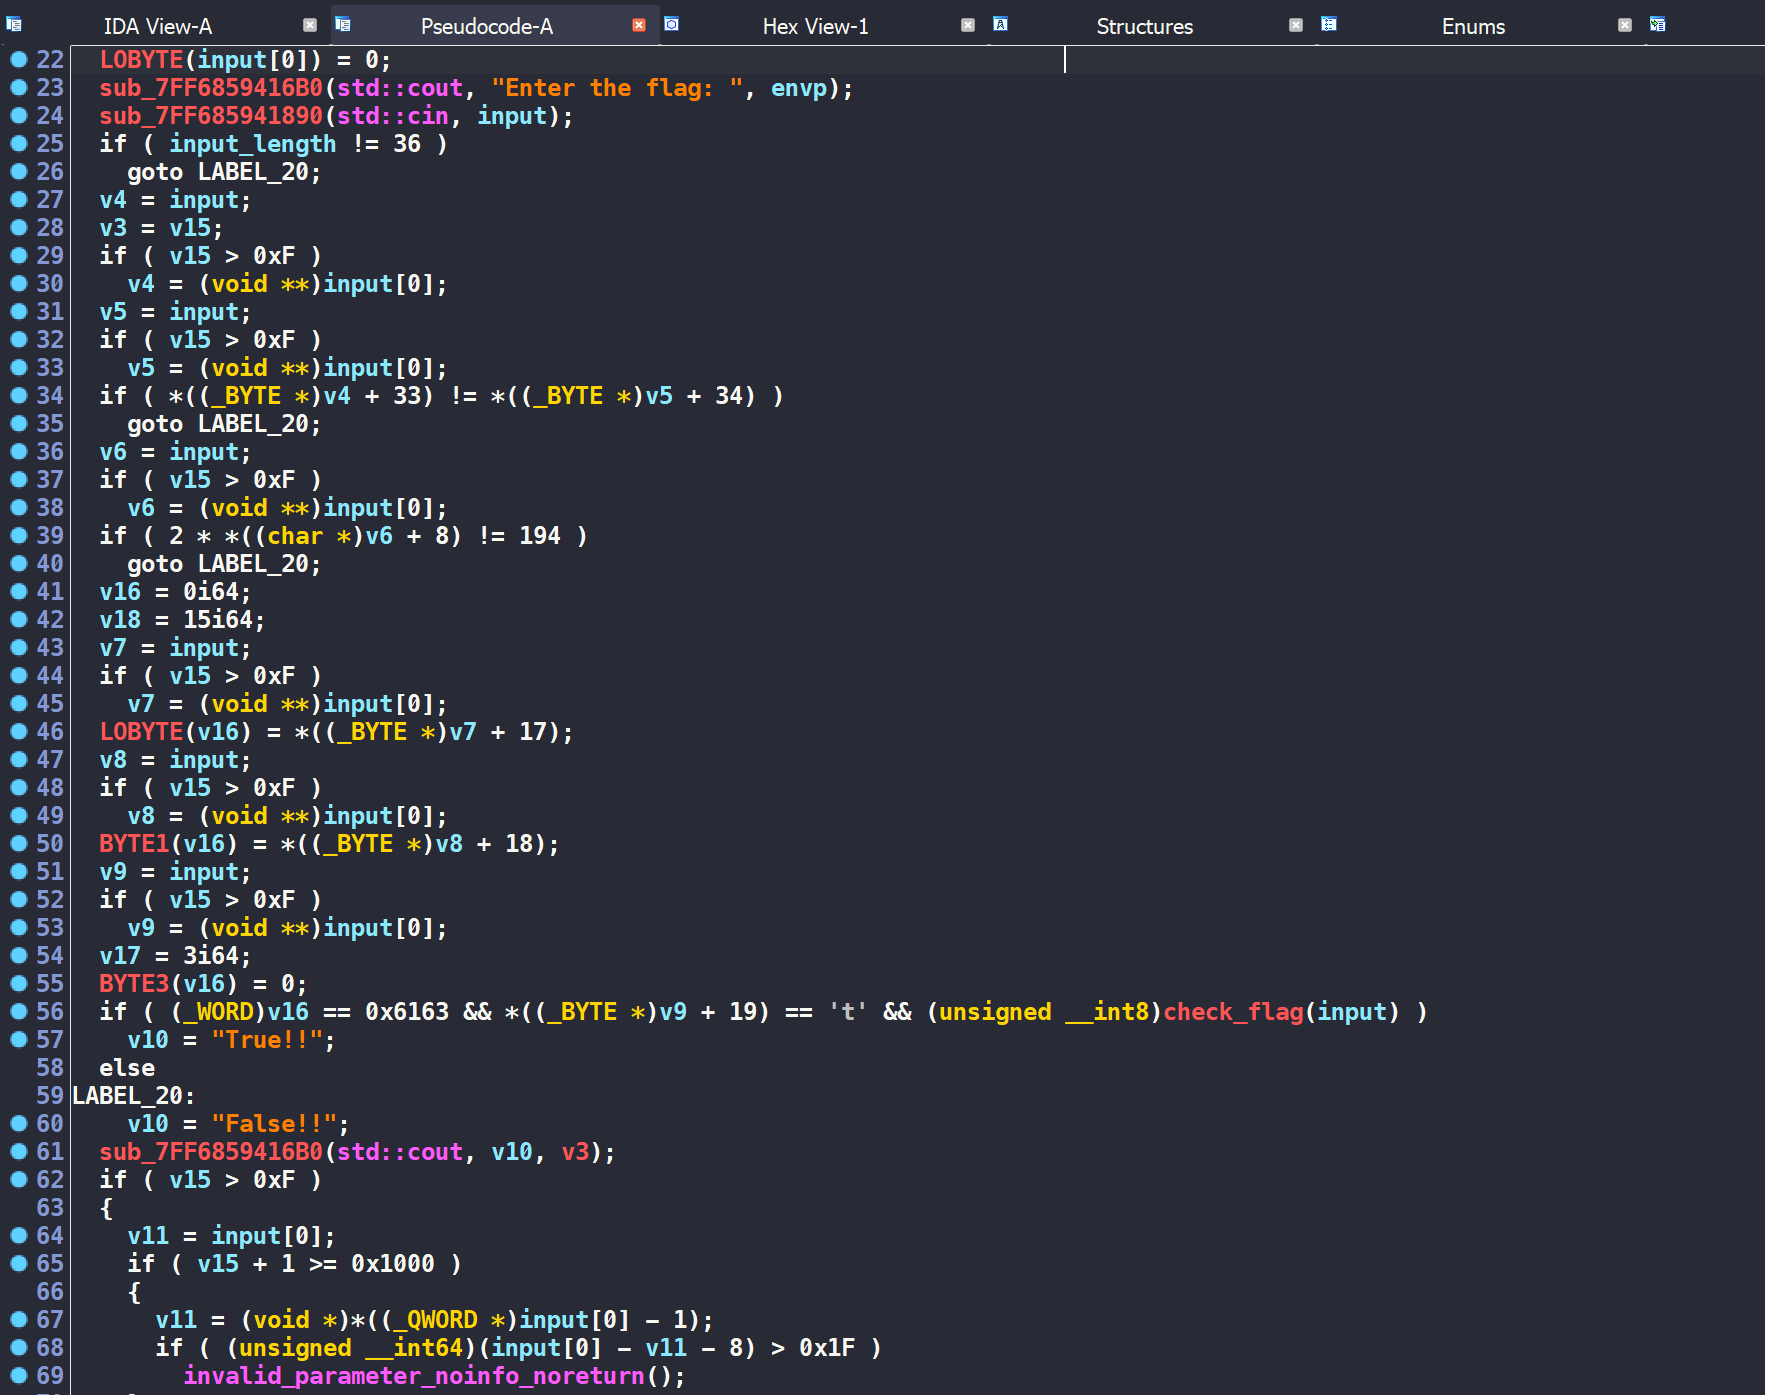 IDA View-A Pseudocode-A Hex View-1 Structures Enums
22 LOBYTE(input[0]) = 0;
23 sub_7FF6859416B0(std::cout, "Enter the flag: ", envp);
24 sub_7FF685941890(std::cin, input);
25 if ( input_length != 36 )
26 goto LABEL_20;
27 v4 = input;
28 v3 = v15;
29 if ( v15 > 0xF )
30 v4 = (void **)input[0];
31 v5 = input;
32 if ( v15 > 0xF )
33 v5 = (void **)input[0];
34 if ( *((_BYTE *)v4 + 33) != *((_BYTE *)v5 + 34) )
35 goto LABEL_20;
36 v6 = input;
37 if ( v15 > 0xF )
38 v6 = (void **)input[0];
39 if ( 2 * *((char *)v6 + 8) != 194 )
40 goto LABEL_20;
41 v16 = 0i64;
42 v18 = 15i64;
43 v7 = input;
44 if ( v15 > 0xF )
45 v7 = (void **)input[0];
46 LOBYTE(v16) = *((_BYTE *)v7 + 17);
47 v8 = input;
48 if ( v15 > 0xF )
49 v8 = (void **)input[0];
50 BYTE1(v16) = *((_BYTE *)v8 + 18);
51 v9 = input;
52 if ( v15 > 0xF )
53 v9 = (void **)input[0];
54 v17 = 3i64;
55 BYTE3(v16) = 0;
56 if ( (_WORD)v16 == 0x6163 && *((_BYTE *)v9 + 19) == 't' && (unsigned __int8)check_flag(input) )
57 v10 = "True!!";
58 else
59 LABEL_20:
60 v10 = "False!!";
61 sub_7FF6859416B0(std::cout, v10, v3);
62 if ( v15 > 0xF )
63 {
64 v11 = input[0];
65 if ( v15 + 1 >= 0x1000 )
66 {
67 v11 = (void *)*((_QWORD *)input[0] - 1);
68 if ( (unsigned __int64)(input[0] - v11 - 8) > 0x1F )
69 invalid_parameter_noinfo_noreturn();